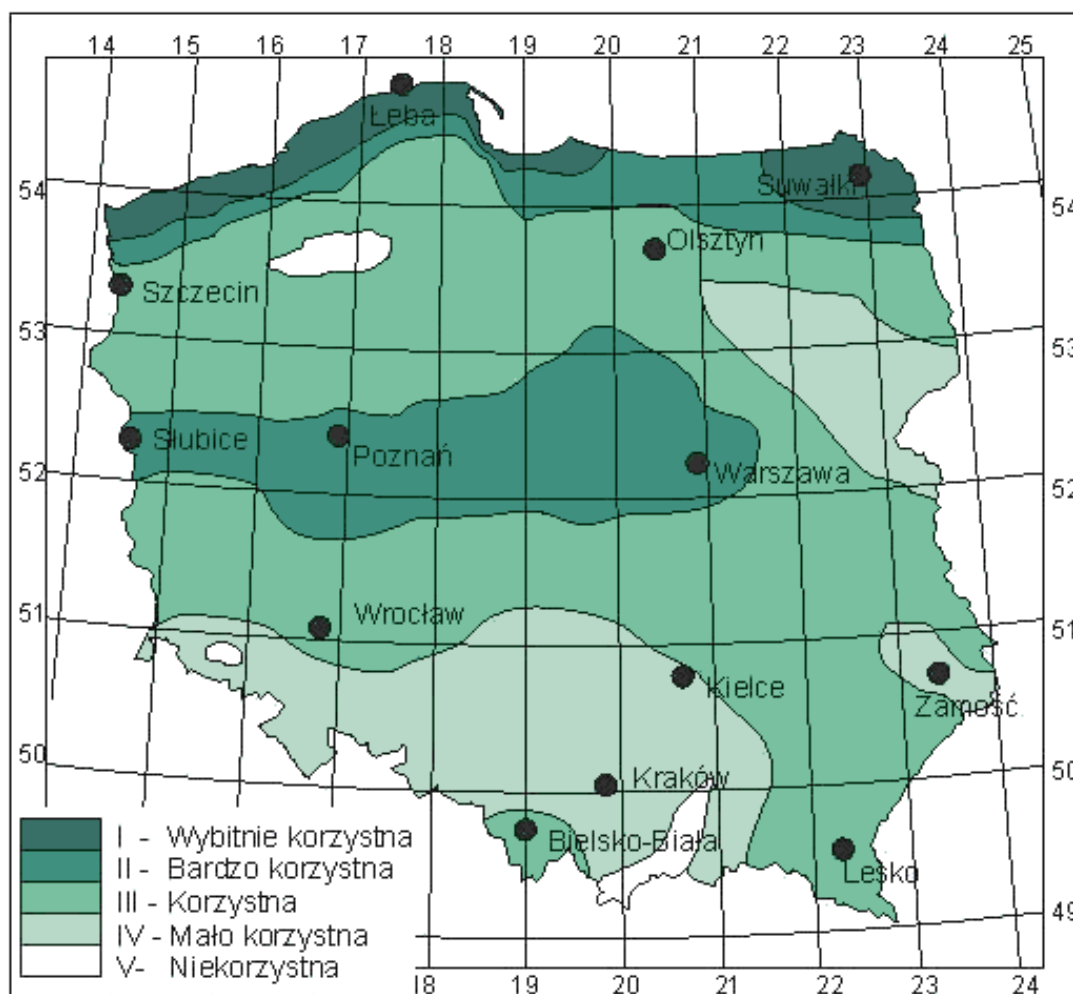 14 15 16 17 18 19 20 21 22 23 24 25
Łeba
54
Suwałki
54
Olsztyn
Szczecin
53
53
Słubice
Poznań
Warszawa
52
52
51
Wrocław
51
Kielce
Zamość
50
Kraków
50
I - Wybitnie korzystna
Bielsko-Biała
II - Bardzo korzystna
Lesko
III - Korzystna
49
IV - Mało korzystna
V- Niekorzystna
18 19 20 21 22 23 24